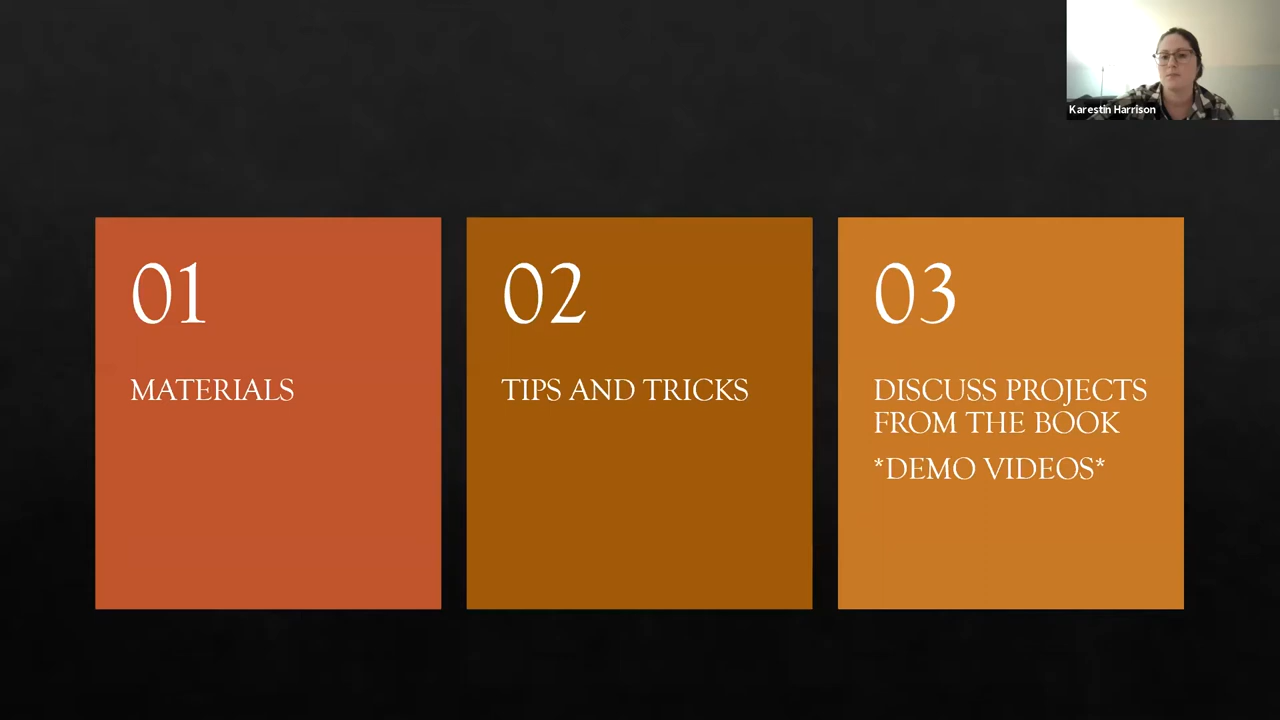 Karestin Harrison
01
MATERIALS
02
TIPS AND TRICKS
03
DISCUSS PROJECTS
FROM THE BOOK
*DEMO VIDEOS*